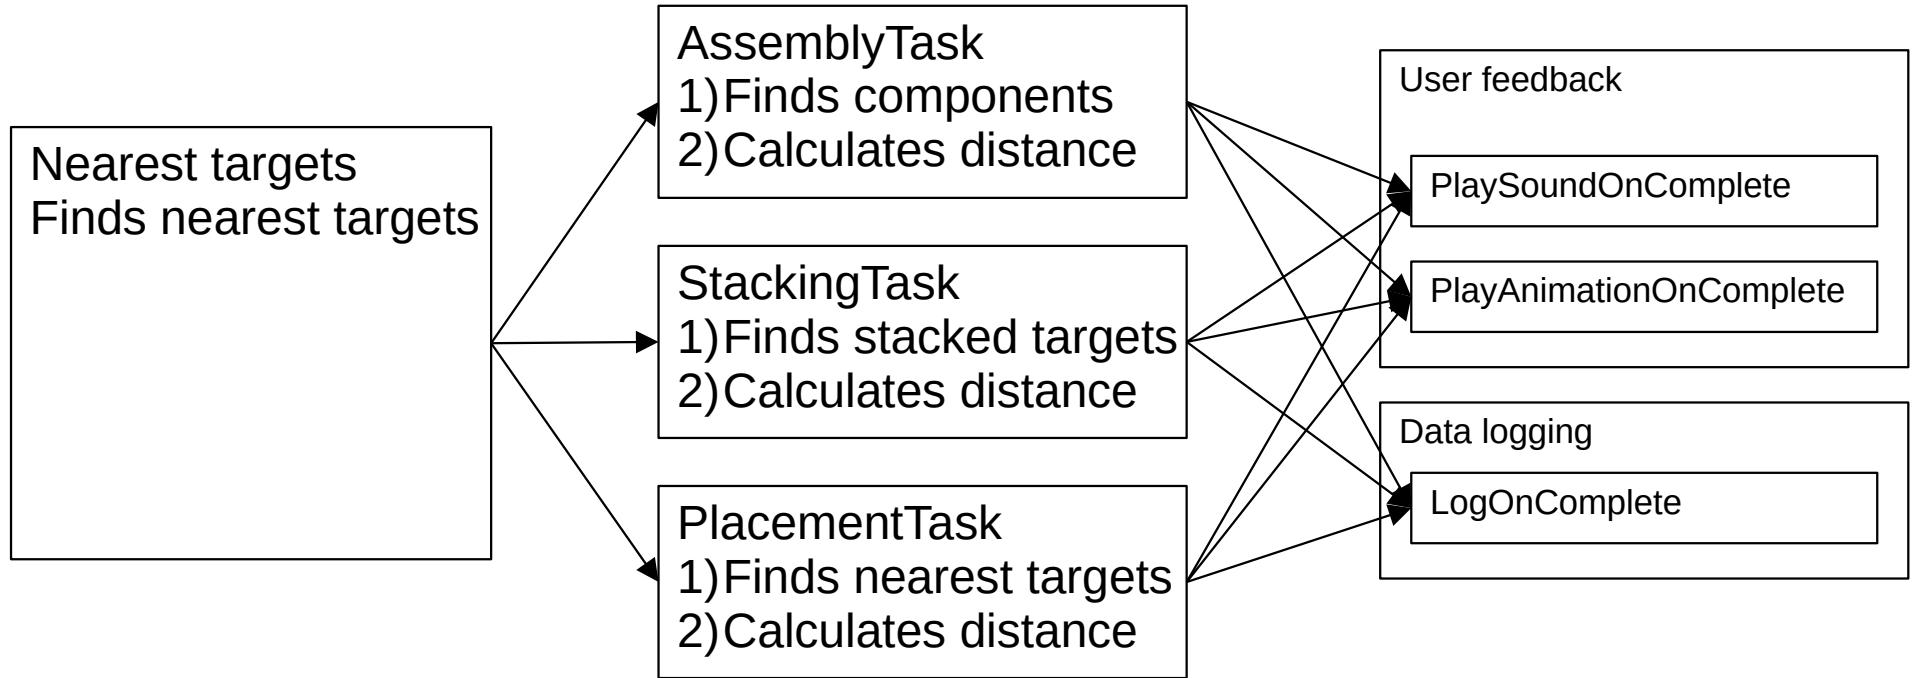 Nearest targets
Finds nearest targets
AssemblyTask
1)Finds components
2)Calculates distance
StackingTask
1)Finds stacked targets
2)Calculates distance
PlacementTask
1)Finds nearest targets
2)Calculates distance
User feedback
PlaySoundOnComplete
PlayAnimationOnComplete
Data logging
LogOnComplete